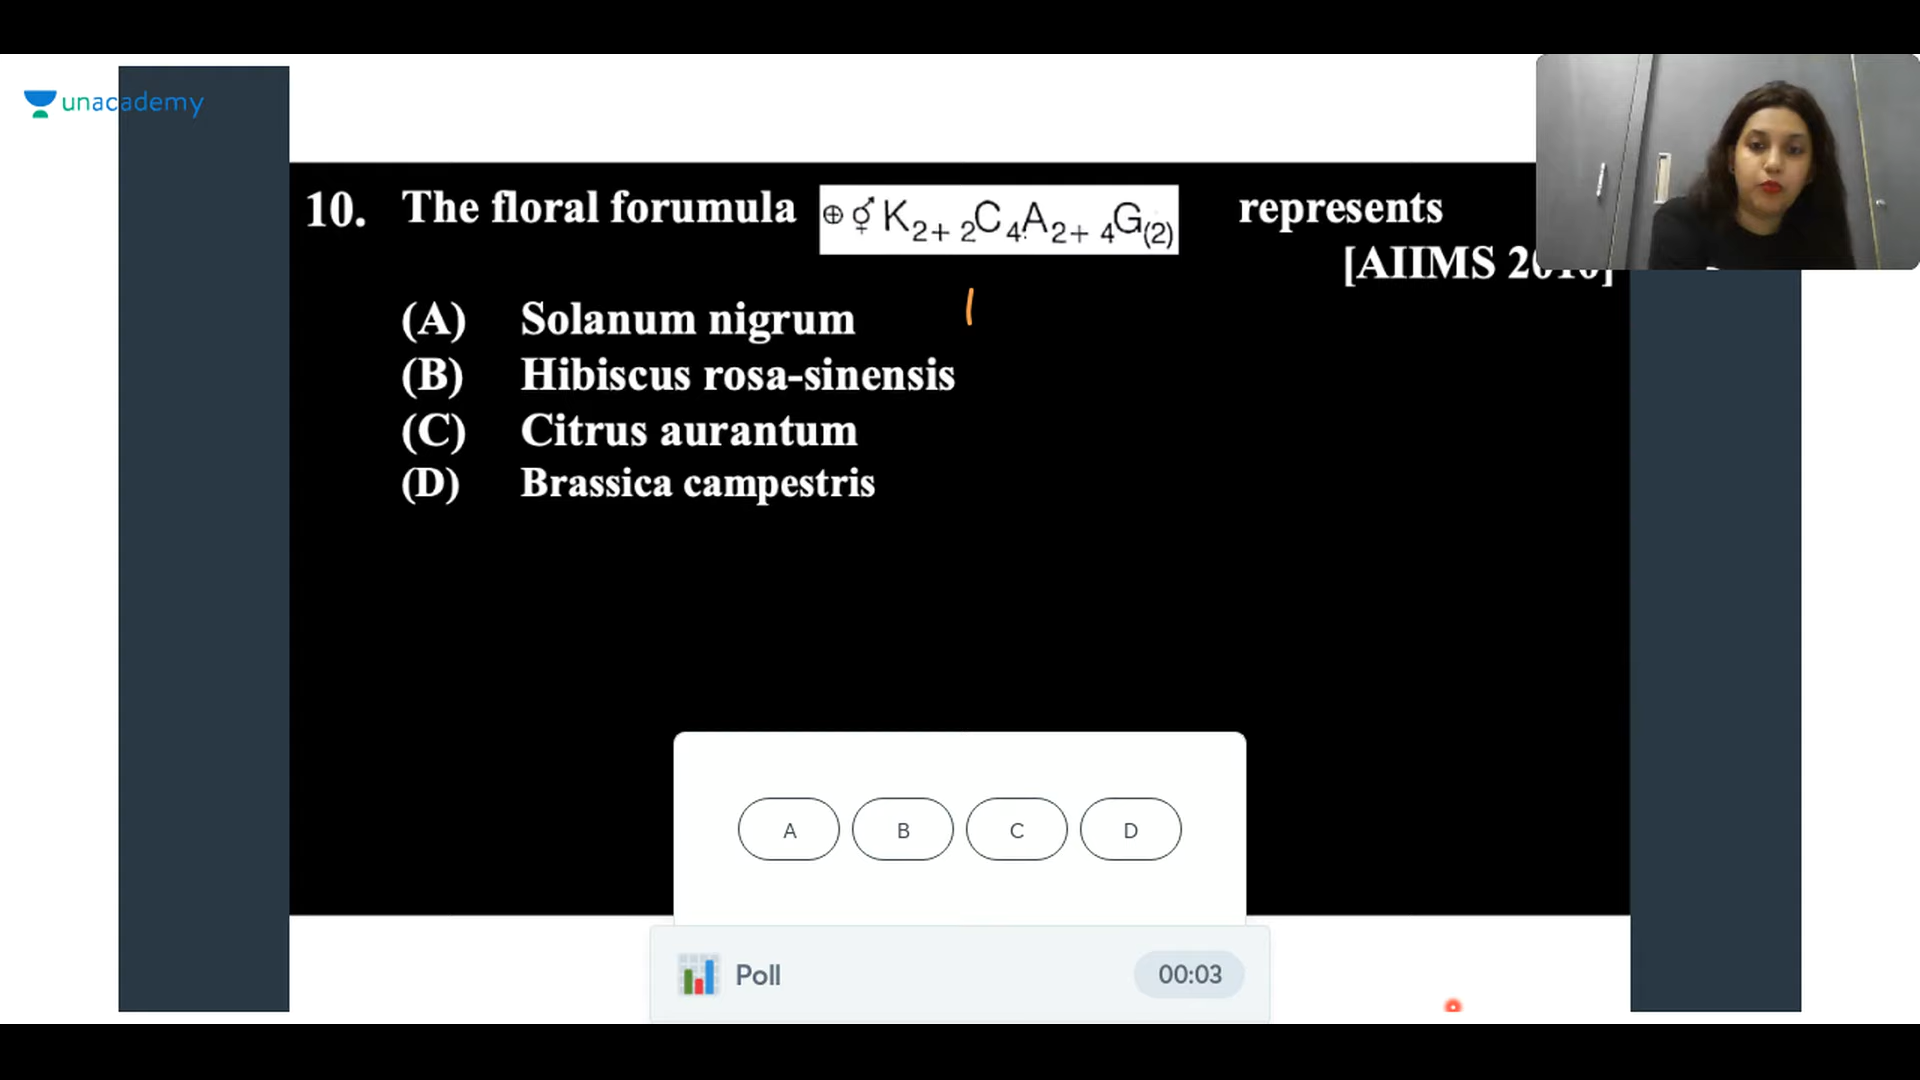 unacademy
10. The floral forumula ⊕ ⚥ K2+ 2C4A2+ 4G(2) represents
[AIIMS
(A) Solanum nigrum
(B) Hibiscus rosa-sinensis
(C) Citrus aurantum
(D) Brassica campestris
A B C D
Poll 00:03